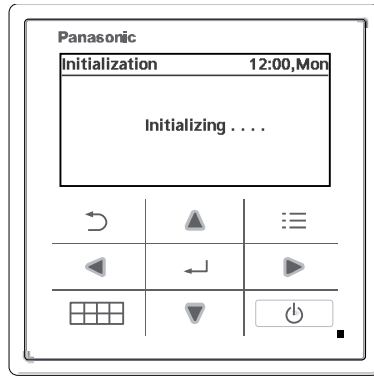 Panasonic
Initialization 12:00,Mon
Initializing . . . .